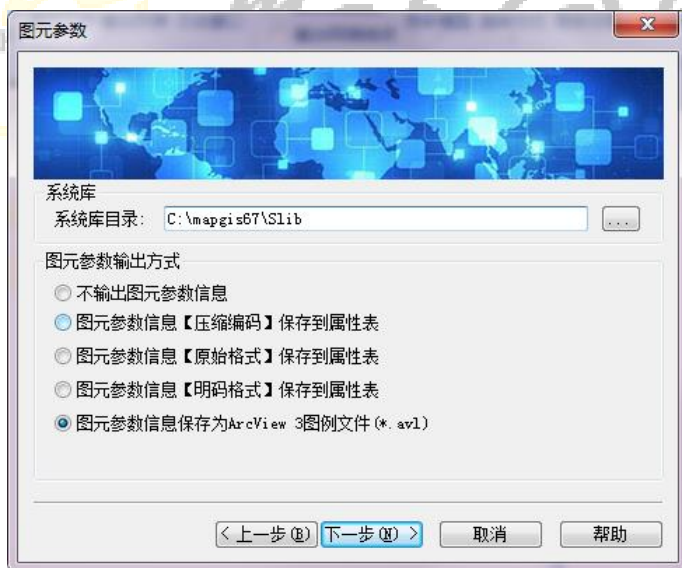 图元参数
系统库
系统库目录: C:\mapgis67\Slib ...
图元参数输出方式
不输出图元参数信息
图元参数信息【压缩编码】保存到属性表
图元参数信息【原始格式】保存到属性表
图元参数信息【明码格式】保存到属性表
图元参数信息保存为ArcView 3图例文件(*.avl)
< 上一步(B) 下一步(N) > 取消 帮助